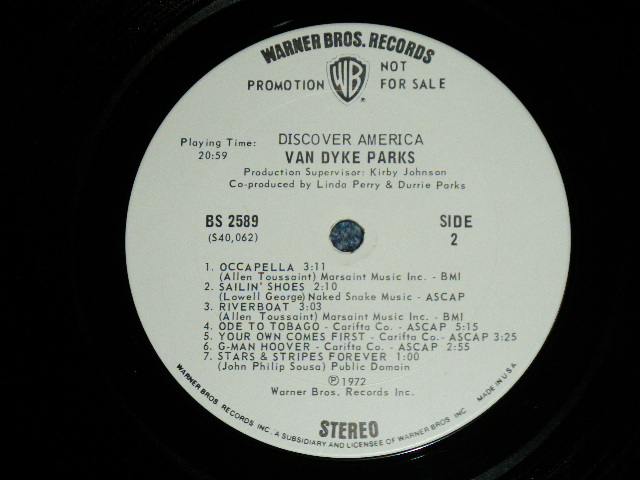 WARNER BROS. RECORDS
PROMOTION WB NOT FOR SALE
®
Playing Time:
20:59
DISCOVER AMERICA
VAN DYKE PARKS
Production Supervisor: Kirby Johnson
Co-produced by Linda Perry & Durrie Parks
BS 2589
(S40,062)
SIDE
2
1. OCCAPELLA 3:11
(Allen Toussaint) Marsaint Music Inc. - BMI
2. SAILIN' SHOES 2:10
(Lowell George) Naked Snake Music - ASCAP
3. RIVERBOAT 3:03
(Allen Toussaint) Marsaint Music Inc. - BMI
4. ODE TO TOBAGO - Carifta Co. - ASCAP 5:15
5. YOUR OWN COMES FIRST - Carifta Co.- ASCAP 3:25
6. G-MAN HOOVER - Carifta Co. - ASCAP 2:55
7. STARS & STRIPES FOREVER 1:00
(John Philip Sousa) Public Domain
℗ 1972
Warner Bros. Records Inc.
STEREO
WARNER BROS. RECORDS INC. · A SUBSIDIARY AND LICENSEE OF WARNER BROS. INC.
MADE IN U.S.A.